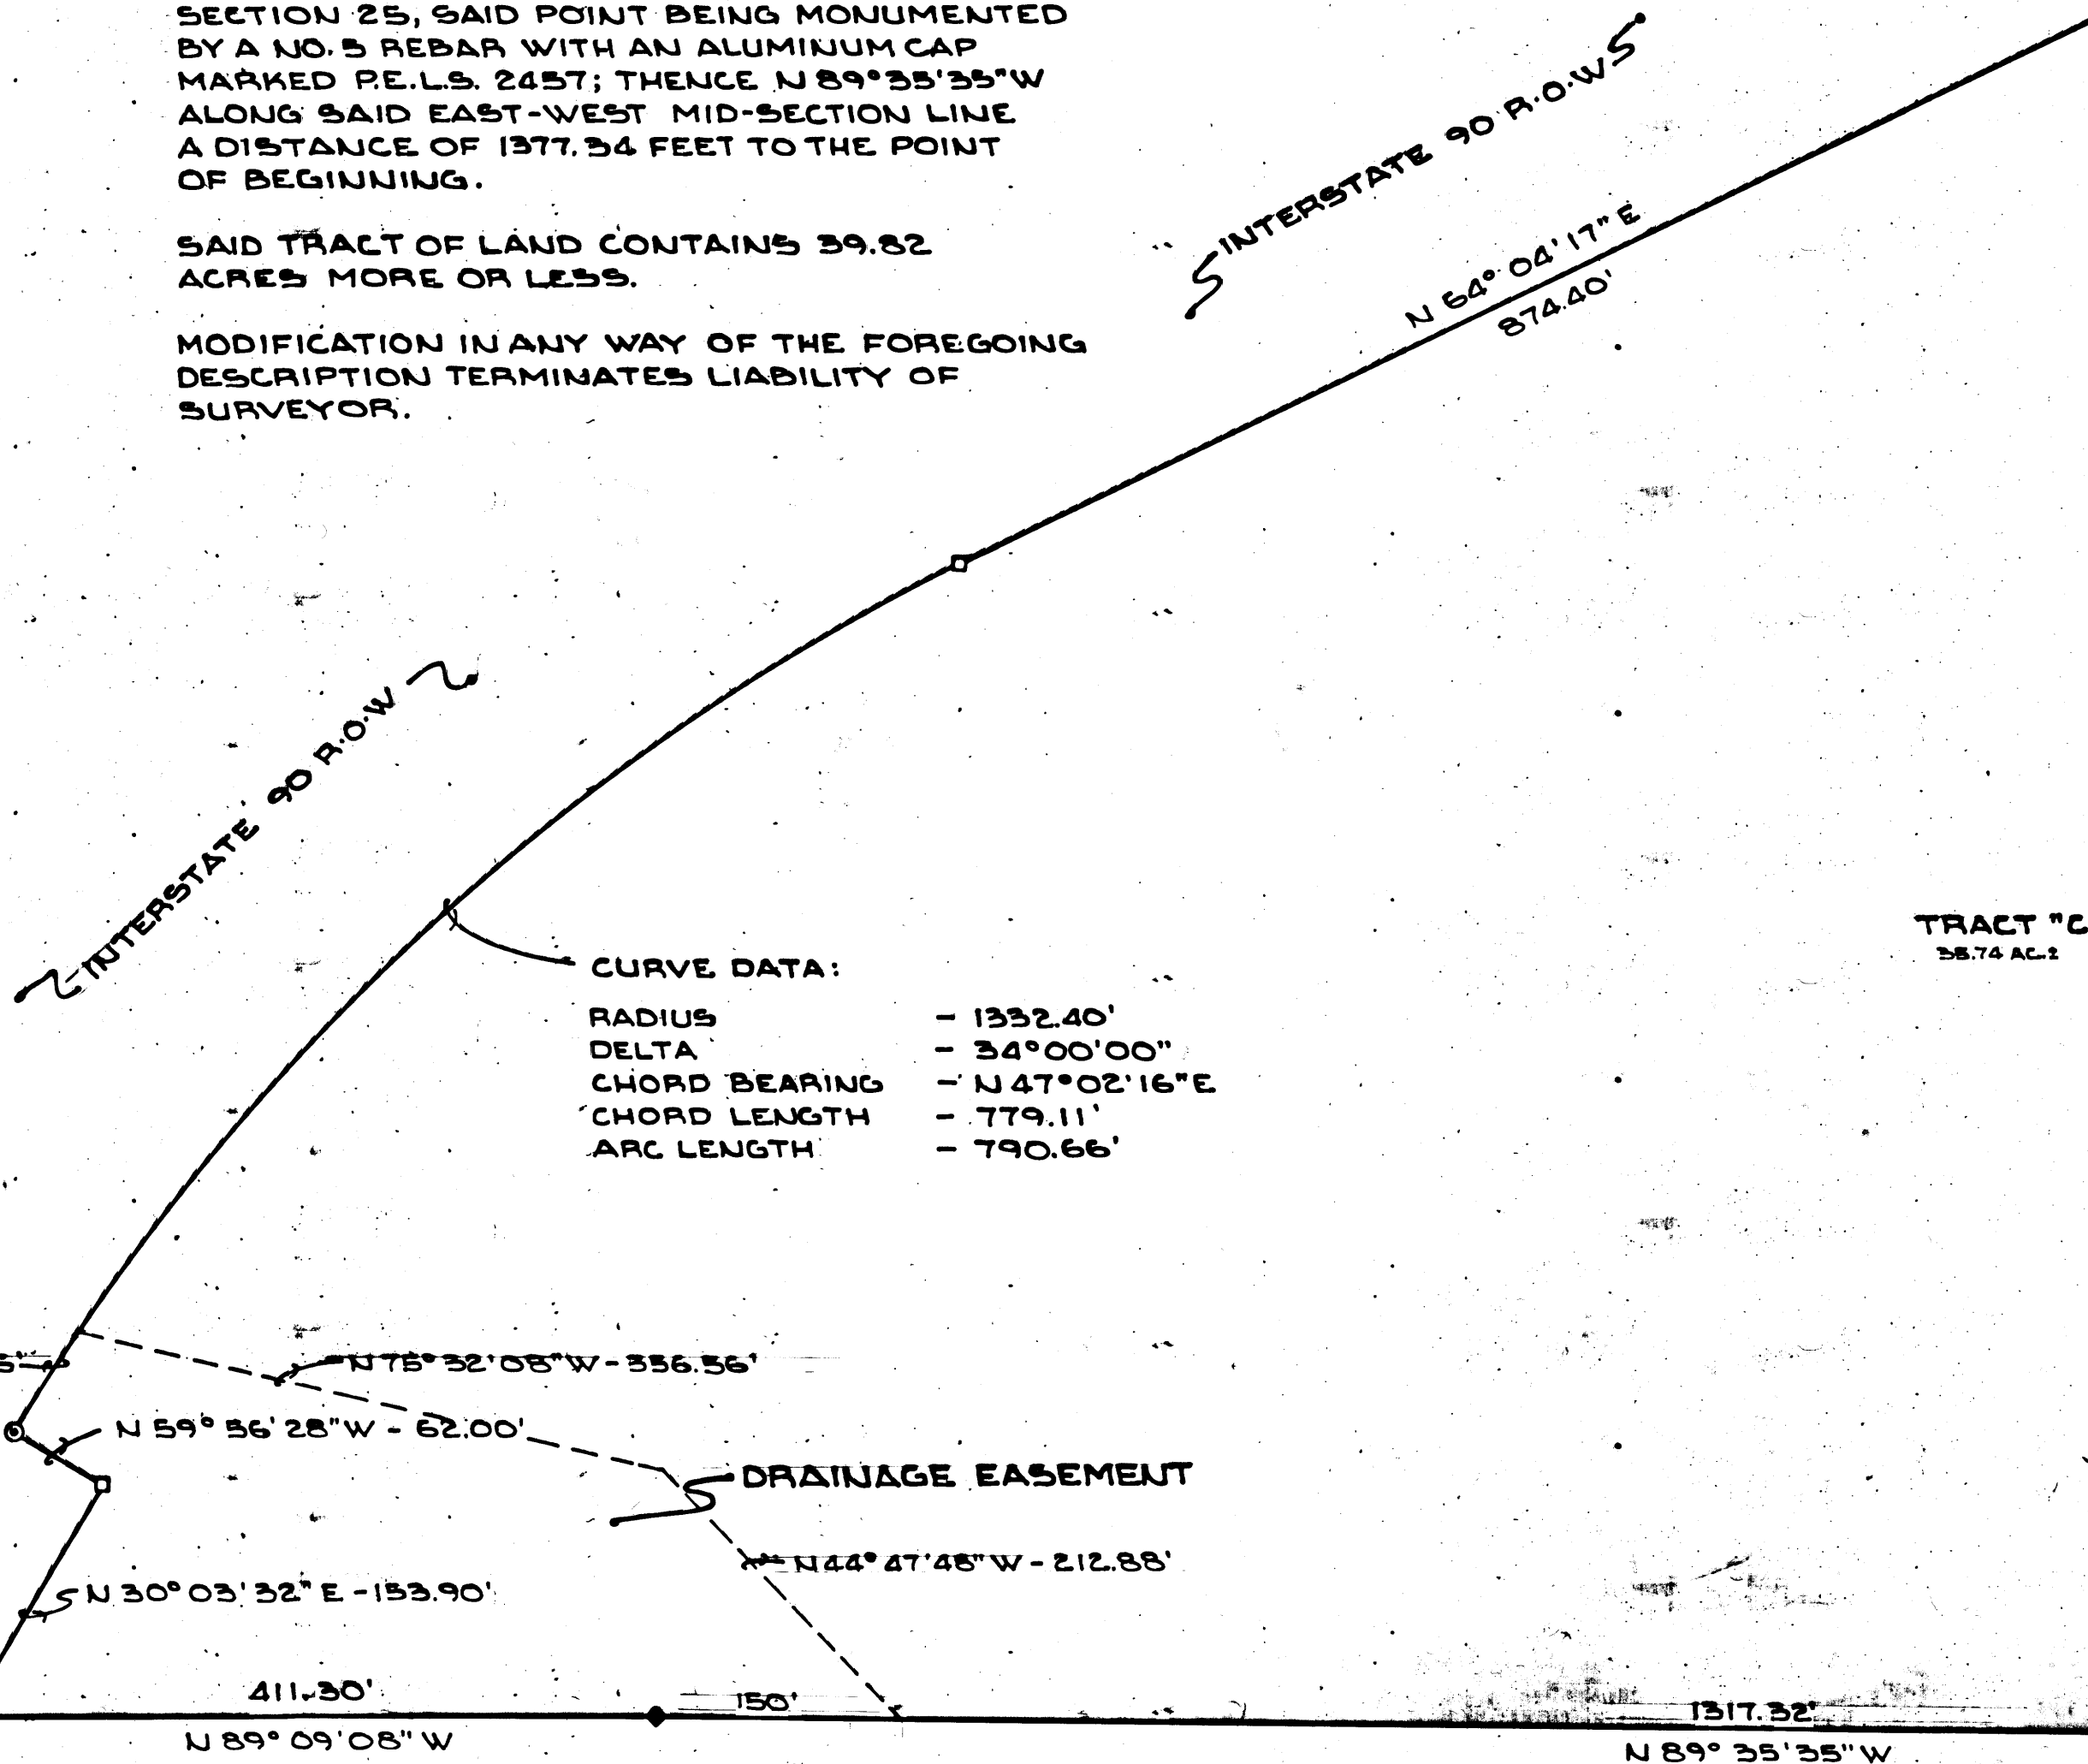 SECTION 25, SAID POINT BEING MONUMENTED
BY A NO. 5 REBAR WITH AN ALUMINUM CAP
MARKED P.E.L.S. 2457; THENCE N 89°35'35"W
ALONG SAID EAST-WEST MID-SECTION LINE
A DISTANCE OF 1377.34 FEET TO THE POINT
OF BEGINNING.
SAID TRACT OF LAND CONTAINS 39.82
ACRES MORE OR LESS.
MODIFICATION IN ANY WAY OF THE FOREGOING
DESCRIPTION TERMINATES LIABILITY OF
SURVEYOR.
INTERSTATE 90 R.O.W
N 64° 04' 17" E
874.40'
INTERSTATE 90 R.O.W
TRACT "C
38.74 AC.±
CURVE DATA:
RADIUS - 1332.40'
DELTA - 34°00'00"
CHORD BEARING - N 47°02'16"E
CHORD LENGTH - 779.11'
ARC LENGTH - 790.66'
5'
N 75°32'08"W - 336.56'
N 59° 56' 28" W - 62.00'
DRAINAGE EASEMENT
N 44° 47' 48" W - 212.88'
N 30° 03' 32" E - 153.90'
411.30'
150'
1317.32'
N 89° 09' 08" W
N 89° 35' 35" W